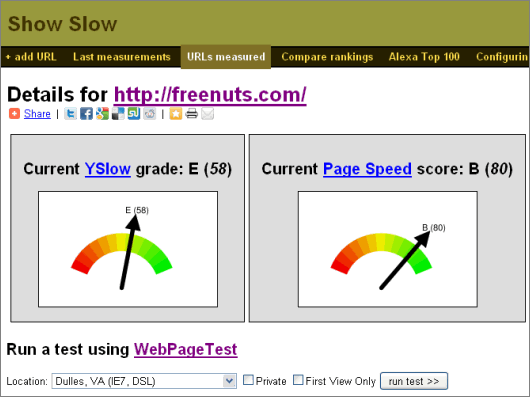 Show Slow
+ add URL Last measurements URLs measured Compare rankings Alexa Top 100 Configurin
Details for http://freenuts.com/
Share | |
Current YSlow grade: E (58) Current Page Speed score: B (80)
E (58)
B (80)
Run a test using WebPageTest
Location: Dulles, VA (IE7, DSL) Private First View Only run test >>